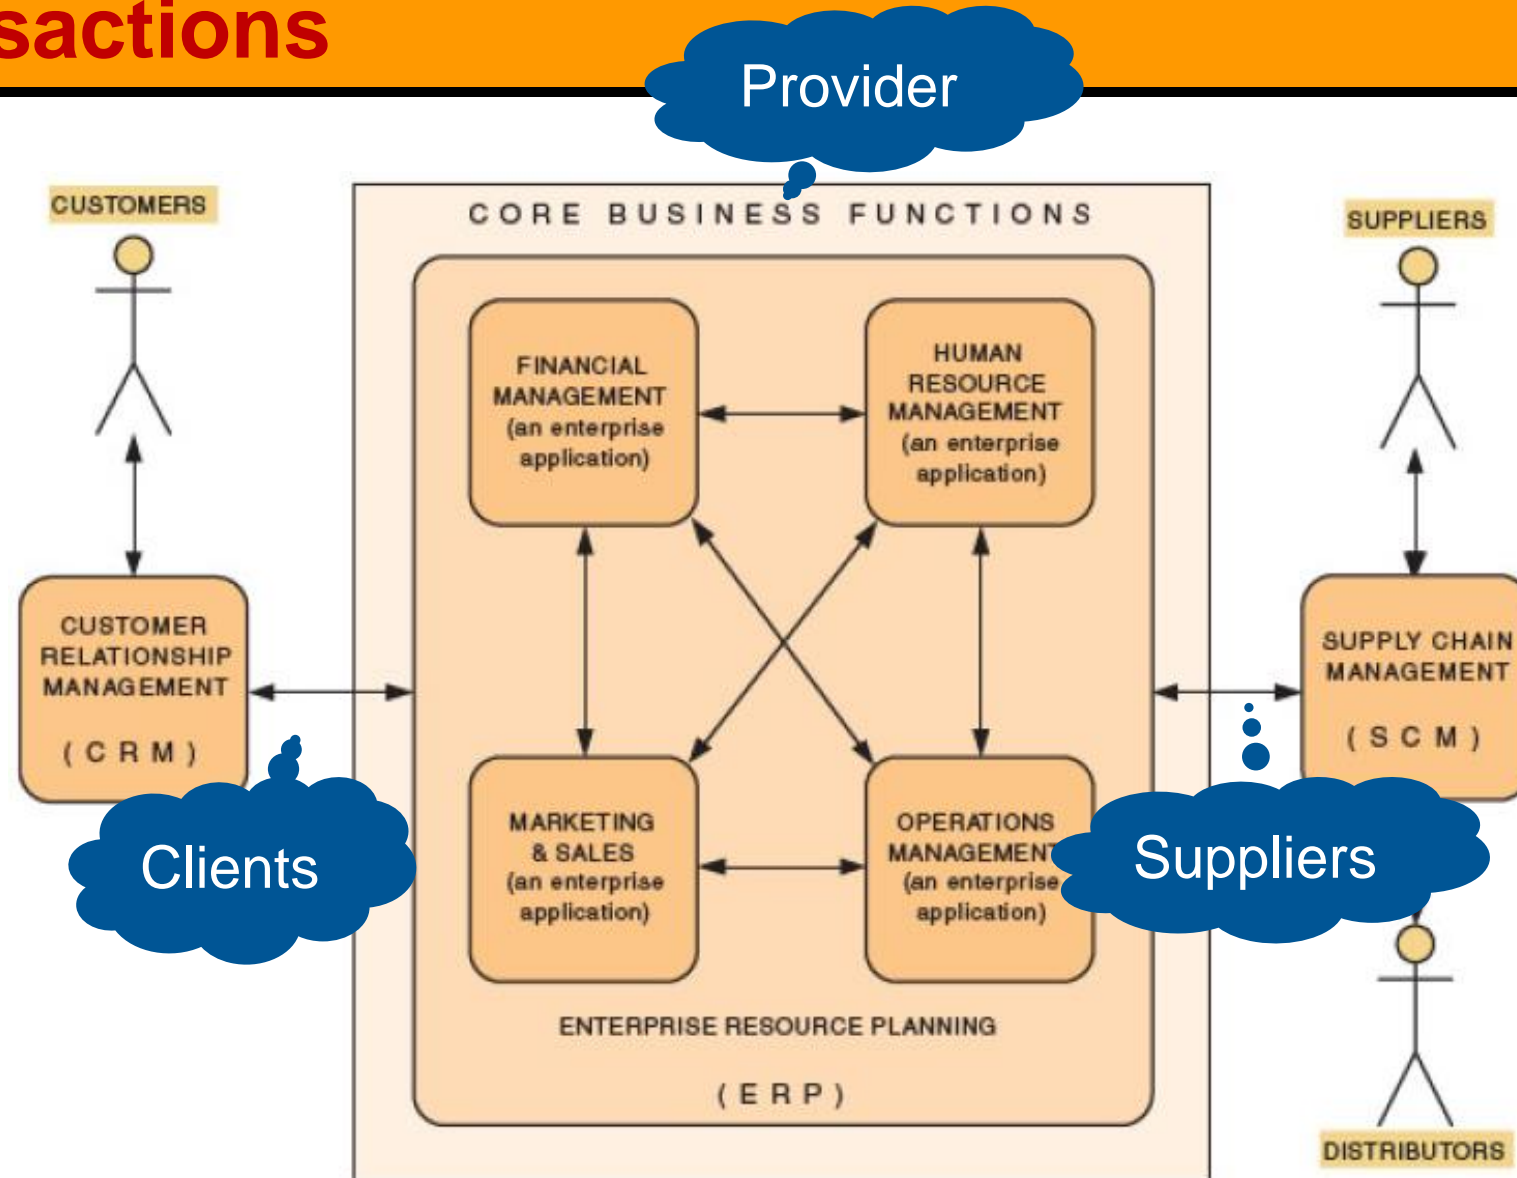 sactions
Provider
CUSTOMERS
CORE BUSINESS FUNCTIONS
SUPPLIERS
FINANCIAL
MANAGEMENT
(an enterprise
application)
HUMAN
RESOURCE
MANAGEMENT
(an enterprise
application)
CUSTOMER
RELATIONSHIP
MANAGEMENT
(CRM)
SUPPLY CHAIN
MANAGEMENT
(SCM)
Clients
MARKETING
& SALES
(an enterprise
application)
OPERATIONS
MANAGEMENT
(an enterprise
application)
Suppliers
ENTERPRISE RESOURCE PLANNING
(ERP)
DISTRIBUTORS